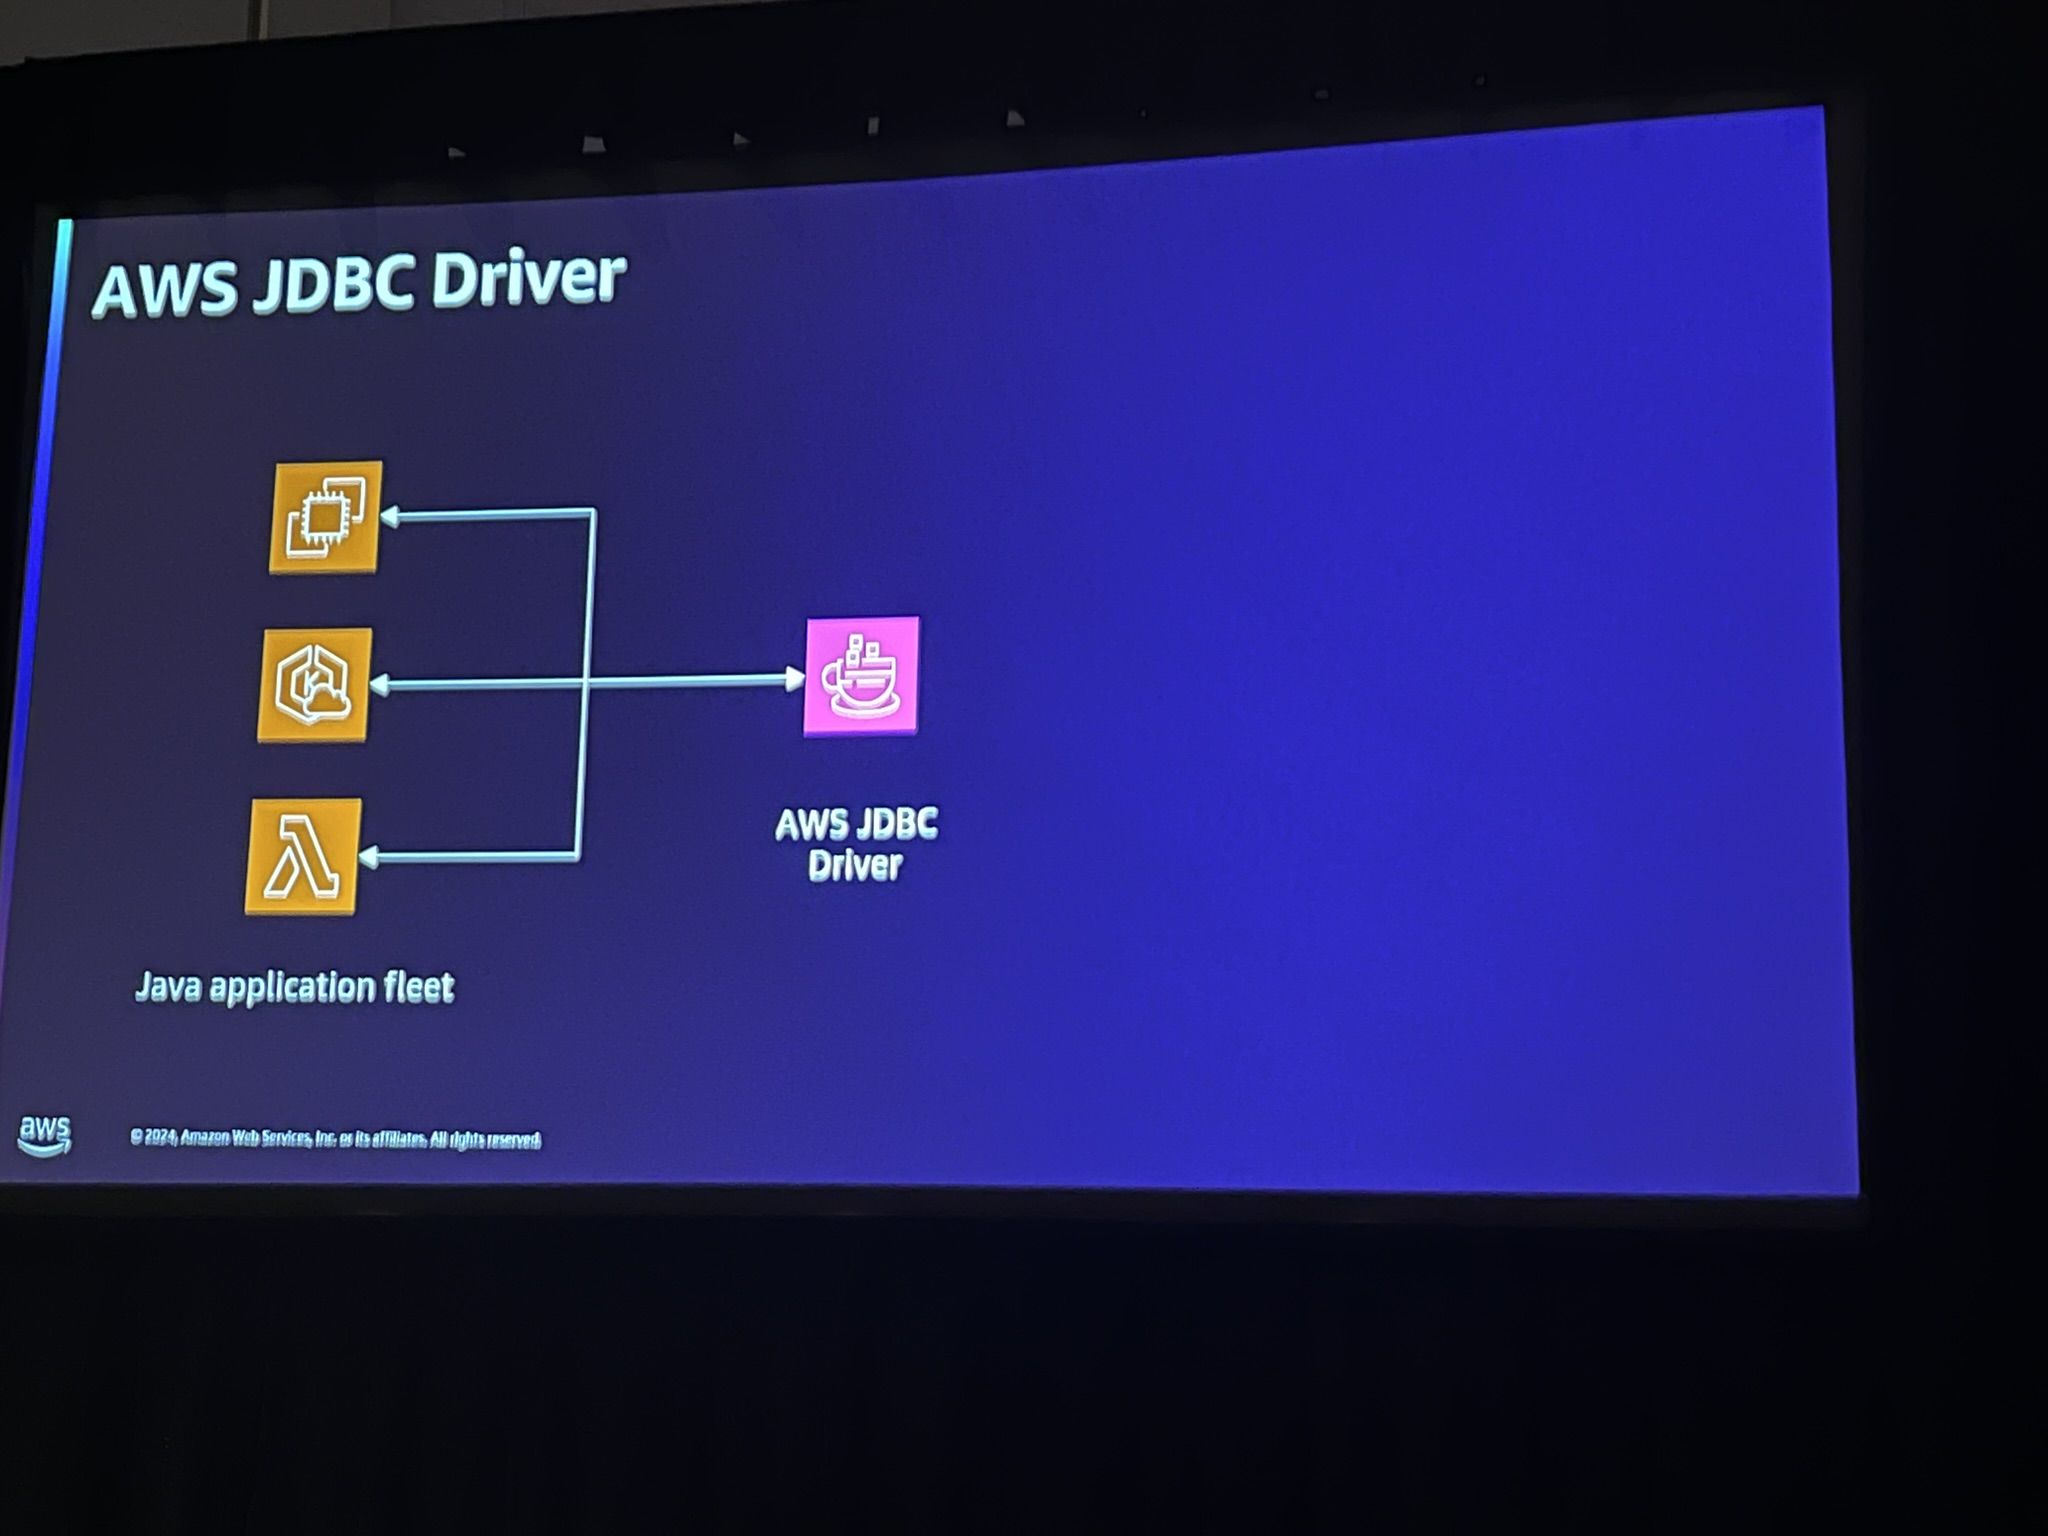 AWS JDBC Driver
AWS JDBC
Driver
Java application fleet
aws
© 2024, Amazon Web Services, Inc. or its affiliates. All rights reserved.